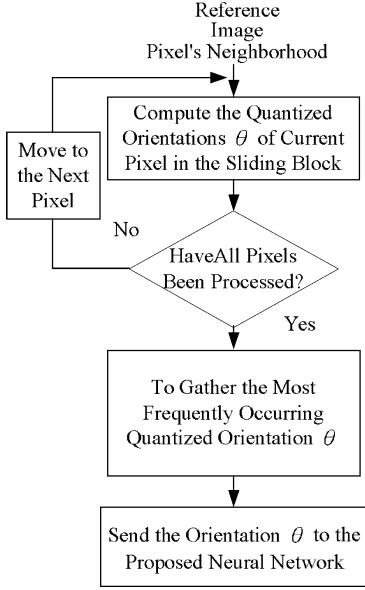 Reference
Image
Pixel's Neighborhood
Compute the Quantized
Orientations θ of Current
Pixel in the Sliding Block
Move to
the Next
Pixel
No
HaveAll Pixels
Been Processed?
Yes
To Gather the Most
Frequently Occurring
Quantized Orientation θ
Send the Orientation θ to the
Proposed Neural Network